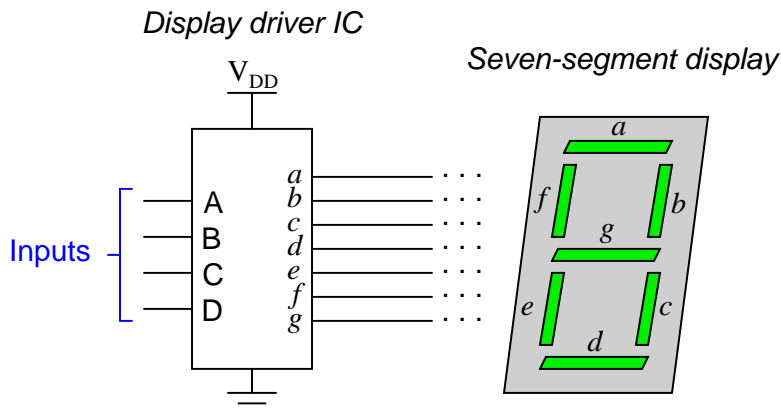 Display driver IC
Seven-segment display
VDD
Inputs
A
B
C
D
a
b
c
d
e
f
g
. . .
. . .
. . .
. . .
. . .
. . .
. . .
a
f
b
g
e
c
d